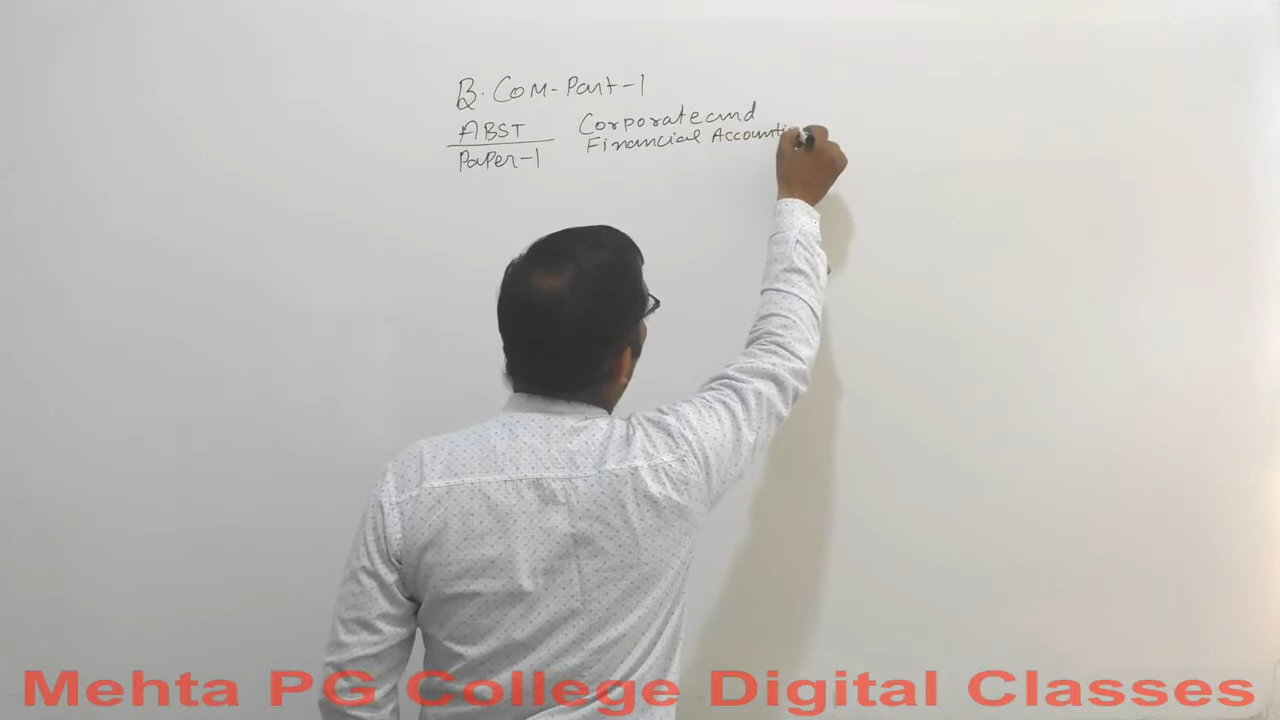 B. Com-Part-1
ABST
Paper-1
Corporate and
Financial Accounti
Mehta PG College Digital Classes